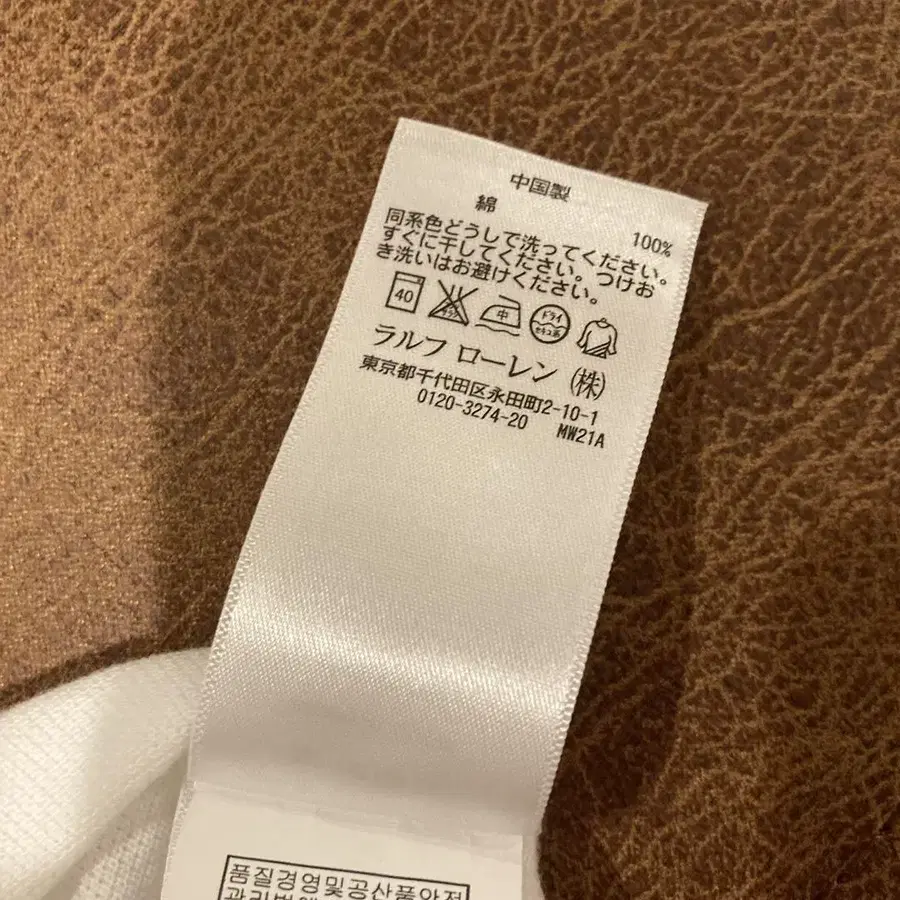 中国製
綿 100%
同系色どうしで洗ってください。
すぐに干してください。つけお
き洗いはお避けください。
40 中 ドライ
ラルフ ローレン (株)
東京都千代田区永田町2-10-1
0120-3274-20 MW21A
품질경영및공산품안전